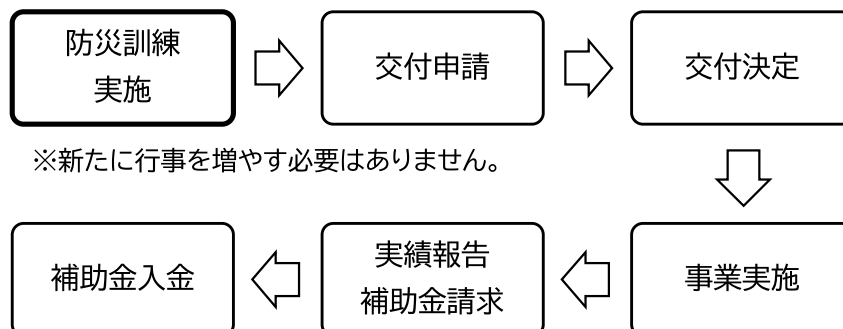 防災訓練
実施
交付申請
交付決定
※新たに行事を増やす必要はありません。
事業実施
実績報告
補助金請求
補助金入金